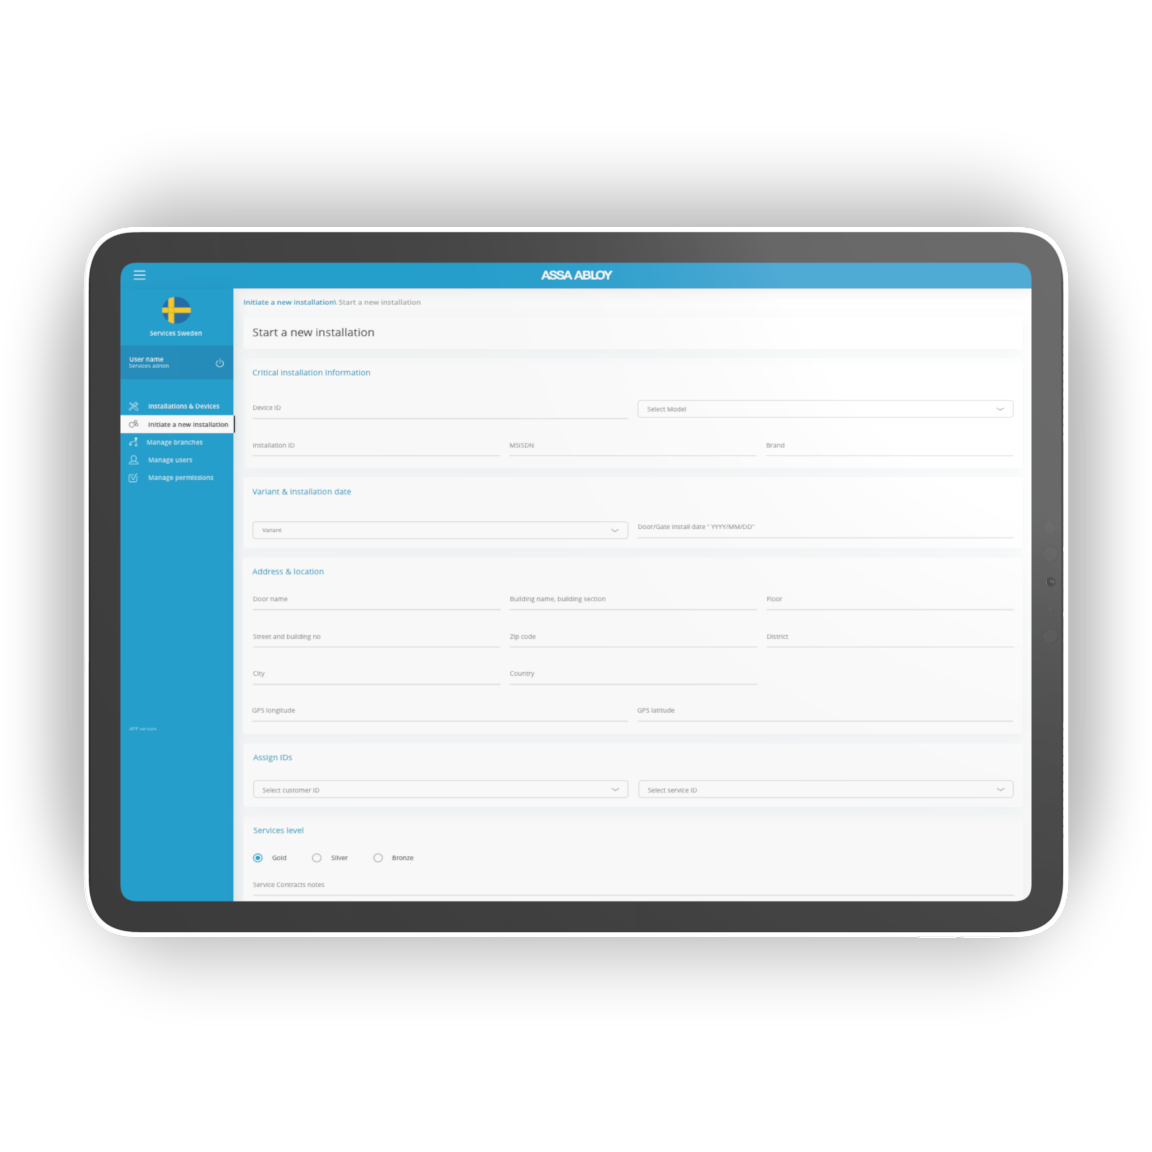 ASSA ABLOY
Services Sweden
User name
Services admin
Installations & Devices
Initiate a new installation
Manage branches
Manage users
Manage permissions
Initiate a new installation\ Start a new installation
Start a new installation
Critical installation information
Device ID
Select Model
Installation ID
MSISDN
Brand
Variant & installation date
Variant
Door/Gate install date " YYYY/MM/DD"
Address & location
Door name
Building name, building section
Floor
Street and building no
Zip code
District
City
Country
GPS longitude
GPS latitude
Assign IDs
Select customer ID
Select service ID
Services level
Gold
Silver
Bronze
Service Contracts notes